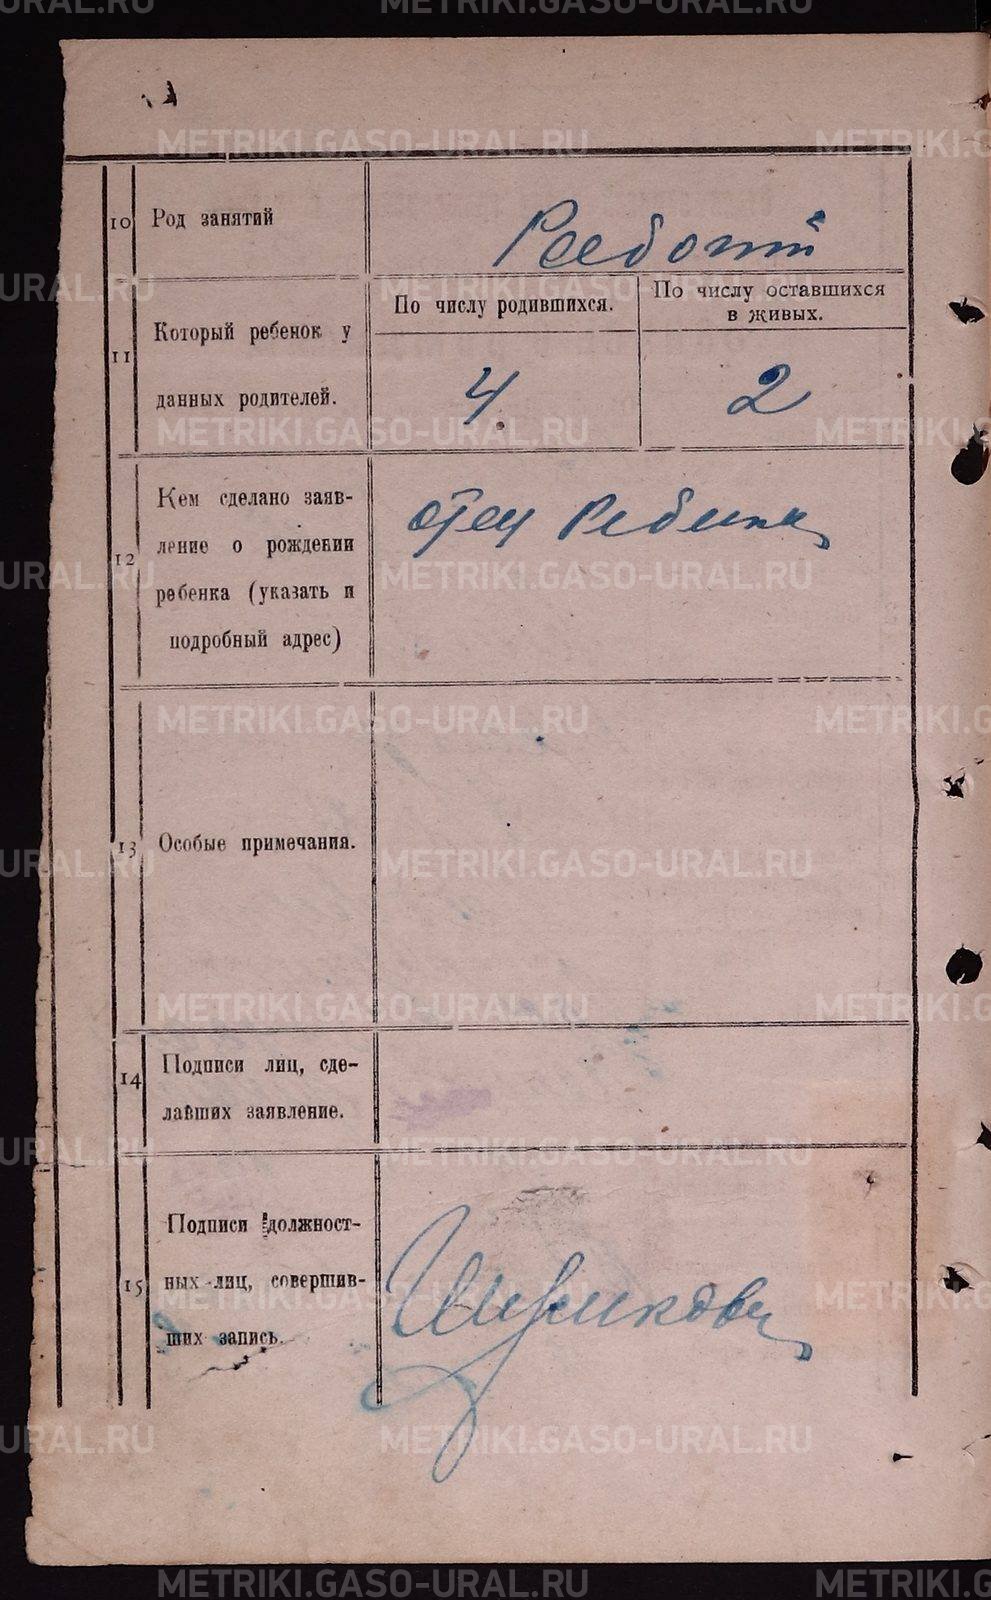 METRIKI.GASO-URAL.RU
10 Род занятий
Работ
11 Который ребенок у
данных родителей.
По числу родившихся.
По числу оставшихся
в живых.
4.
2
12 Кем сделано заяв-
ление о рождении
ребенка (указать и
подробный адрес)
отец Ребенка
13 Особые примечания.
14 Подписи лиц, сде-
лавших заявление.
15 Подписи должност-
ных лиц, совершив-
ших запись.